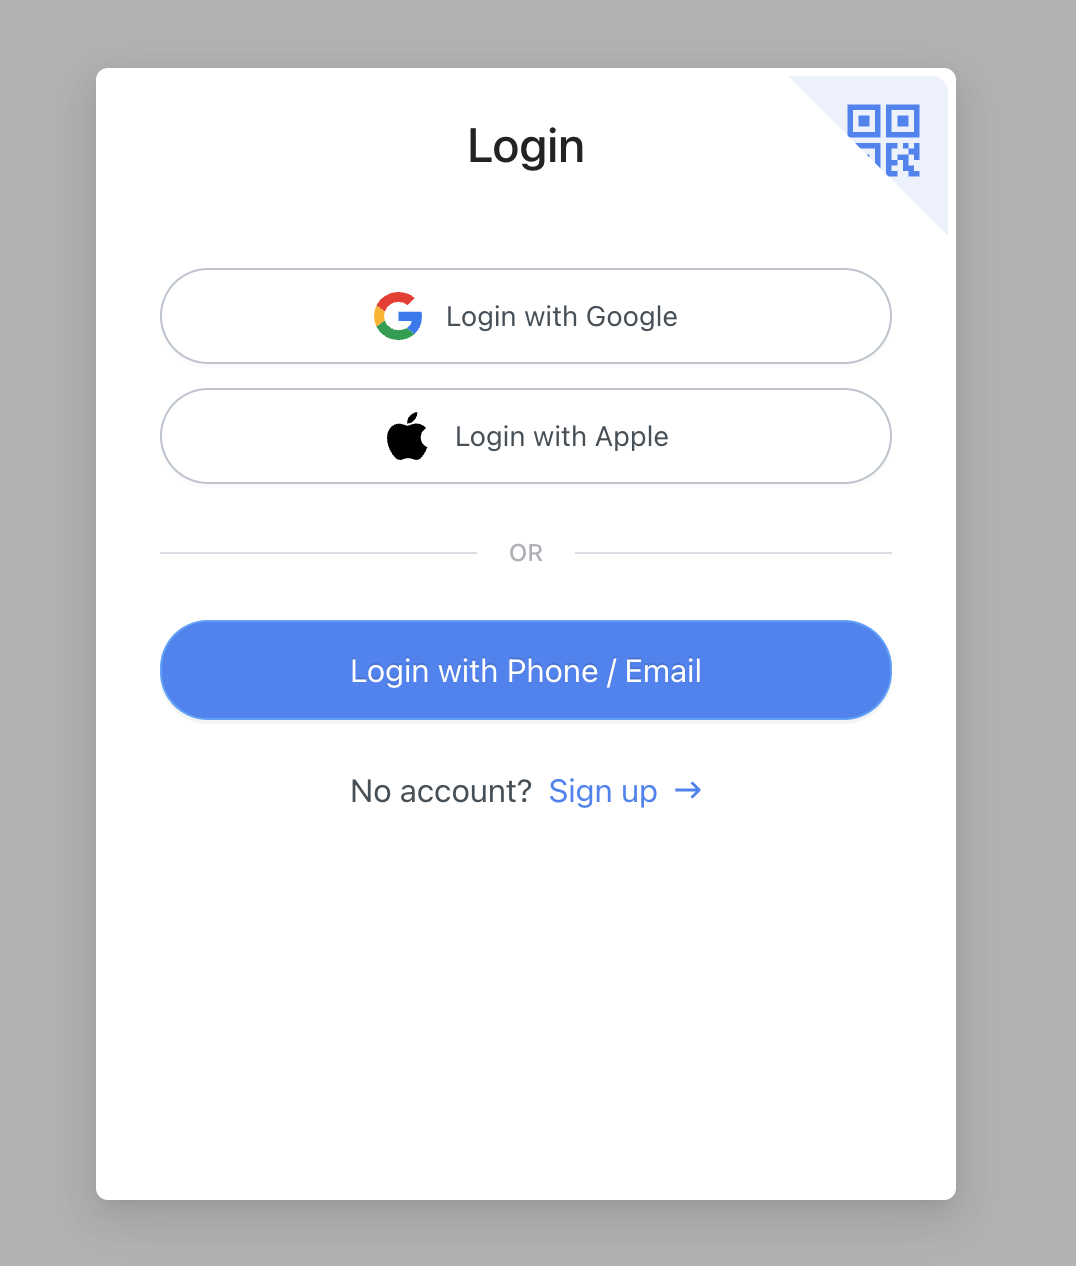 Login
Login with Google
Login with Apple
OR
Login with Phone / Email
No account? Sign up →